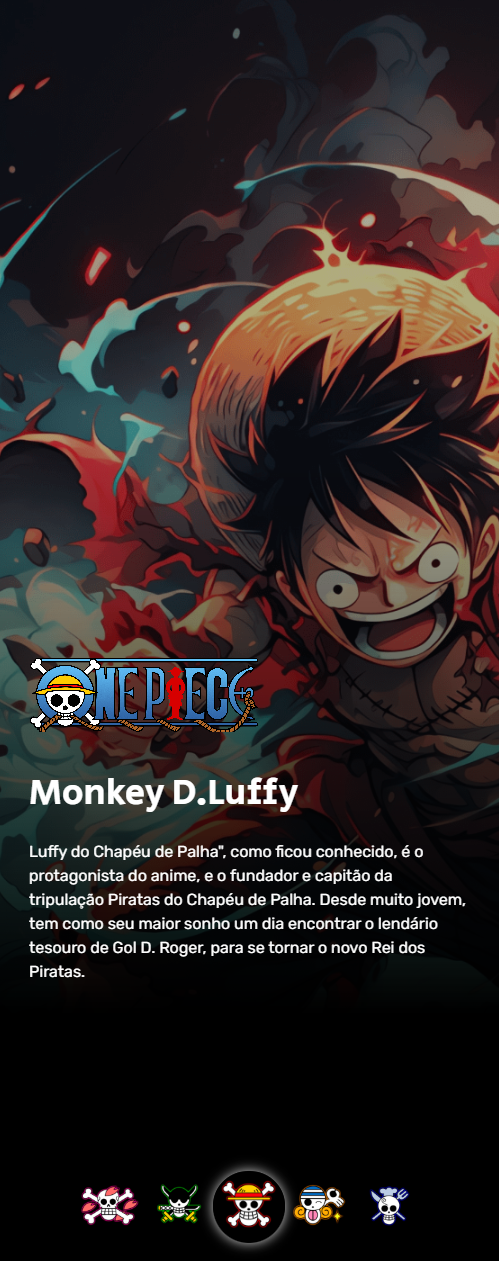 ONE PIECE
Monkey D.Luffy
Luffy do Chapéu de Palha", como ficou conhecido, é o
protagonista do anime, e o fundador e capitão da
tripulação Piratas do Chapéu de Palha. Desde muito jovem,
tem como seu maior sonho um dia encontrar o lendário
tesouro de Gol D. Roger, para se tornar o novo Rei dos
Piratas.